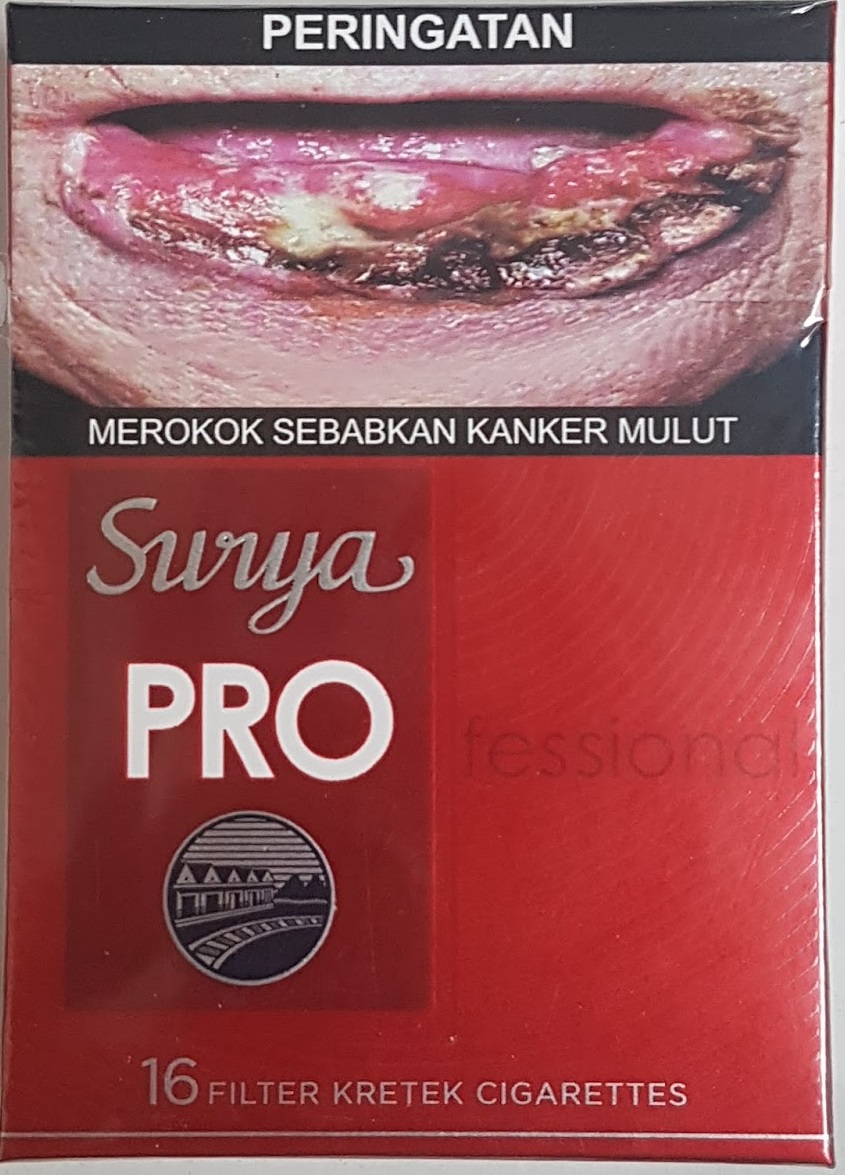 PERINGATAN
MEROKOK SEBABKAN KANKER MULUT
Surya
PRO
fessional
16 FILTER KRETEK CIGARETTES